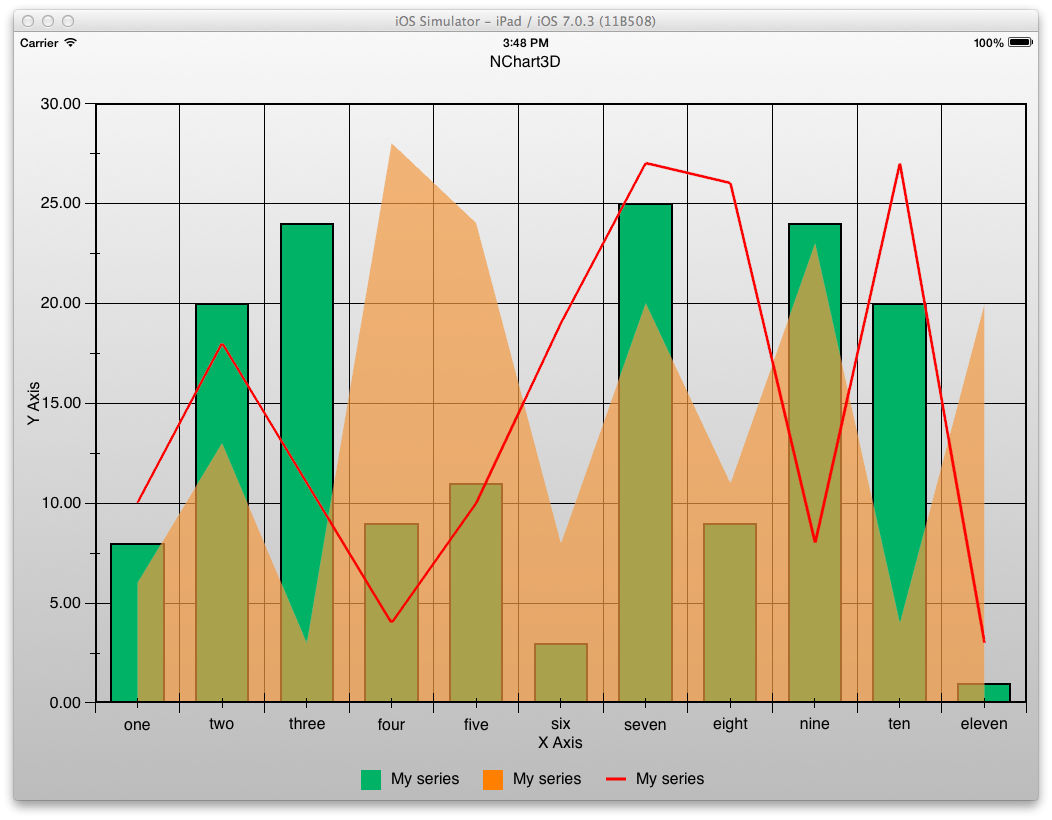 iOS Simulator – iPad / iOS 7.0.3 (11B508)
Carrier 3:48 PM 100%
NChart3D
30.00
25.00
20.00
15.00
10.00
5.00
0.00
Y Axis
one two three four five six seven eight nine ten eleven
X Axis
My series My series My series